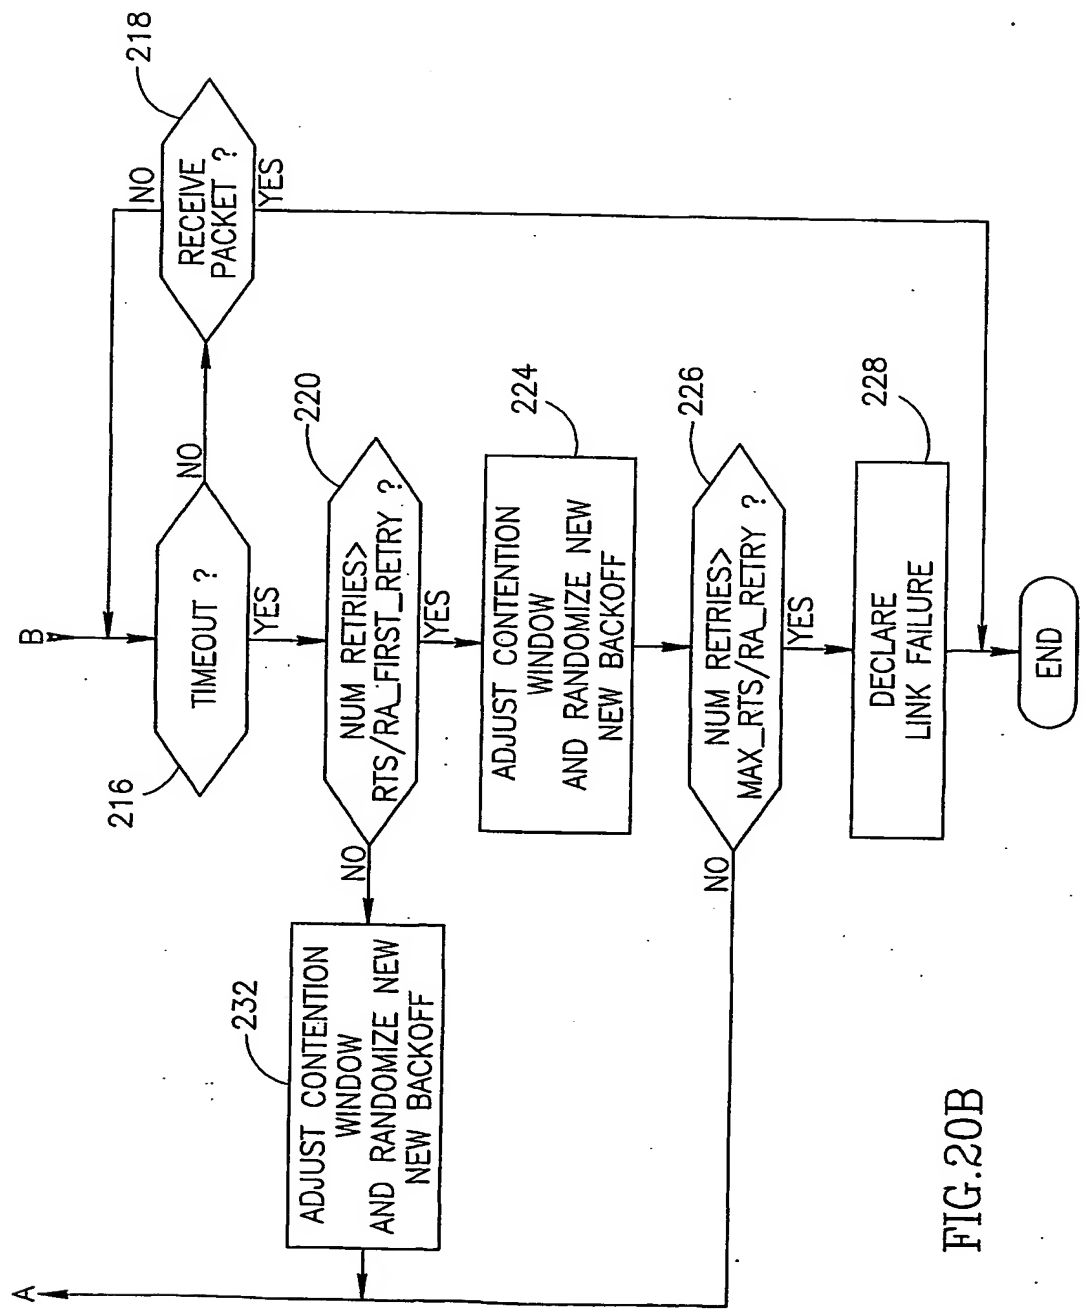 A
B
216
TIMEOUT ?
NO
YES
218
RECEIVE
PACKET ?
NO
YES
220
NUM RETRIES>
RTS/RA_FIRST_RETRY ?
NO
YES
232
ADJUST CONTENTION
WINDOW
AND RANDOMIZE NEW
NEW BACKOFF
224
ADJUST CONTENTION
WINDOW
AND RANDOMIZE NEW
NEW BACKOFF
226
NUM RETRIES>
MAX_RTS/RA_RETRY ?
NO
YES
228
DECLARE
LINK FAILURE
END
FIG.20B